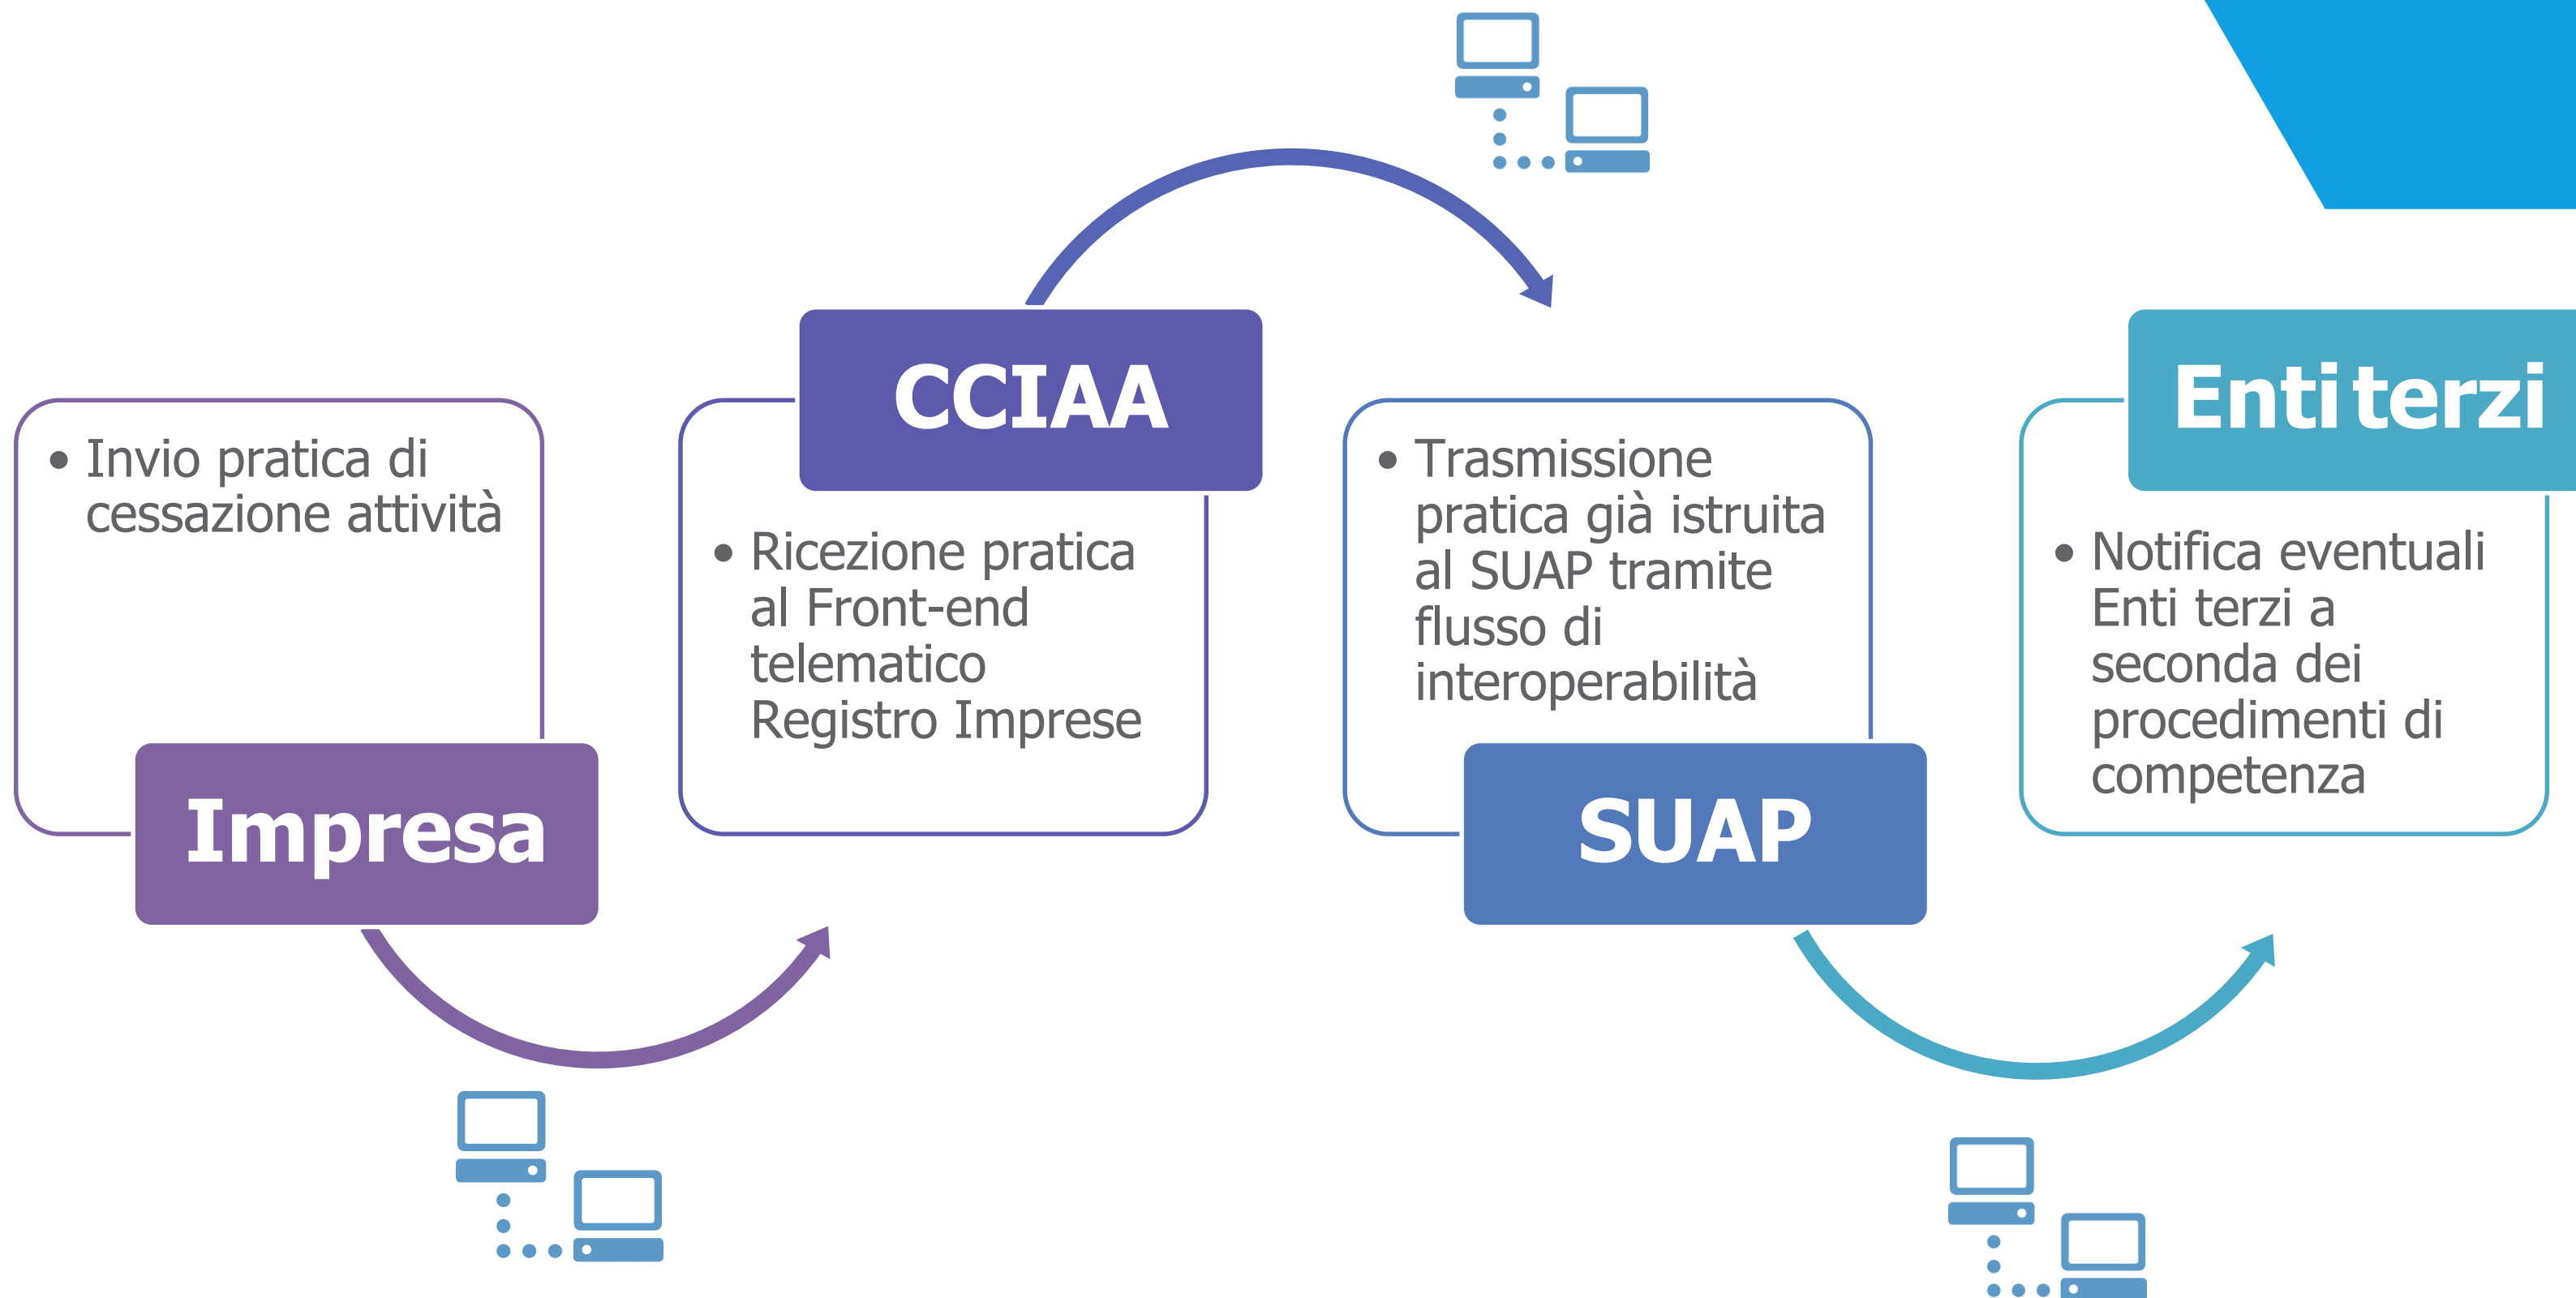 • Invio pratica di
cessazione attività
Impresa
CCIAA
• Ricezione pratica
al Front-end
telematico
Registro Imprese
• Trasmissione
pratica già istruita
al SUAP tramite
flusso di
interoperabilità
SUAP
Enti terzi
• Notifica eventuali
Enti terzi a
seconda dei
procedimenti di
competenza